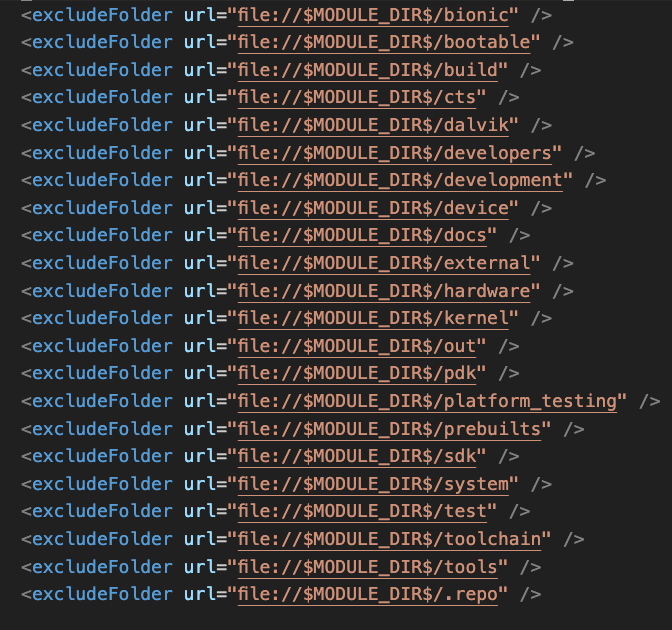 <excludeFolder url="file://$MODULE_DIR$/bionic" />
<excludeFolder url="file://$MODULE_DIR$/bootable" />
<excludeFolder url="file://$MODULE_DIR$/build" />
<excludeFolder url="file://$MODULE_DIR$/cts" />
<excludeFolder url="file://$MODULE_DIR$/dalvik" />
<excludeFolder url="file://$MODULE_DIR$/developers" />
<excludeFolder url="file://$MODULE_DIR$/development" />
<excludeFolder url="file://$MODULE_DIR$/device" />
<excludeFolder url="file://$MODULE_DIR$/docs" />
<excludeFolder url="file://$MODULE_DIR$/external" />
<excludeFolder url="file://$MODULE_DIR$/hardware" />
<excludeFolder url="file://$MODULE_DIR$/kernel" />
<excludeFolder url="file://$MODULE_DIR$/out" />
<excludeFolder url="file://$MODULE_DIR$/pdk" />
<excludeFolder url="file://$MODULE_DIR$/platform_testing" />
<excludeFolder url="file://$MODULE_DIR$/prebuilts" />
<excludeFolder url="file://$MODULE_DIR$/sdk" />
<excludeFolder url="file://$MODULE_DIR$/system" />
<excludeFolder url="file://$MODULE_DIR$/test" />
<excludeFolder url="file://$MODULE_DIR$/toolchain" />
<excludeFolder url="file://$MODULE_DIR$/tools" />
<excludeFolder url="file://$MODULE_DIR$/.repo" />